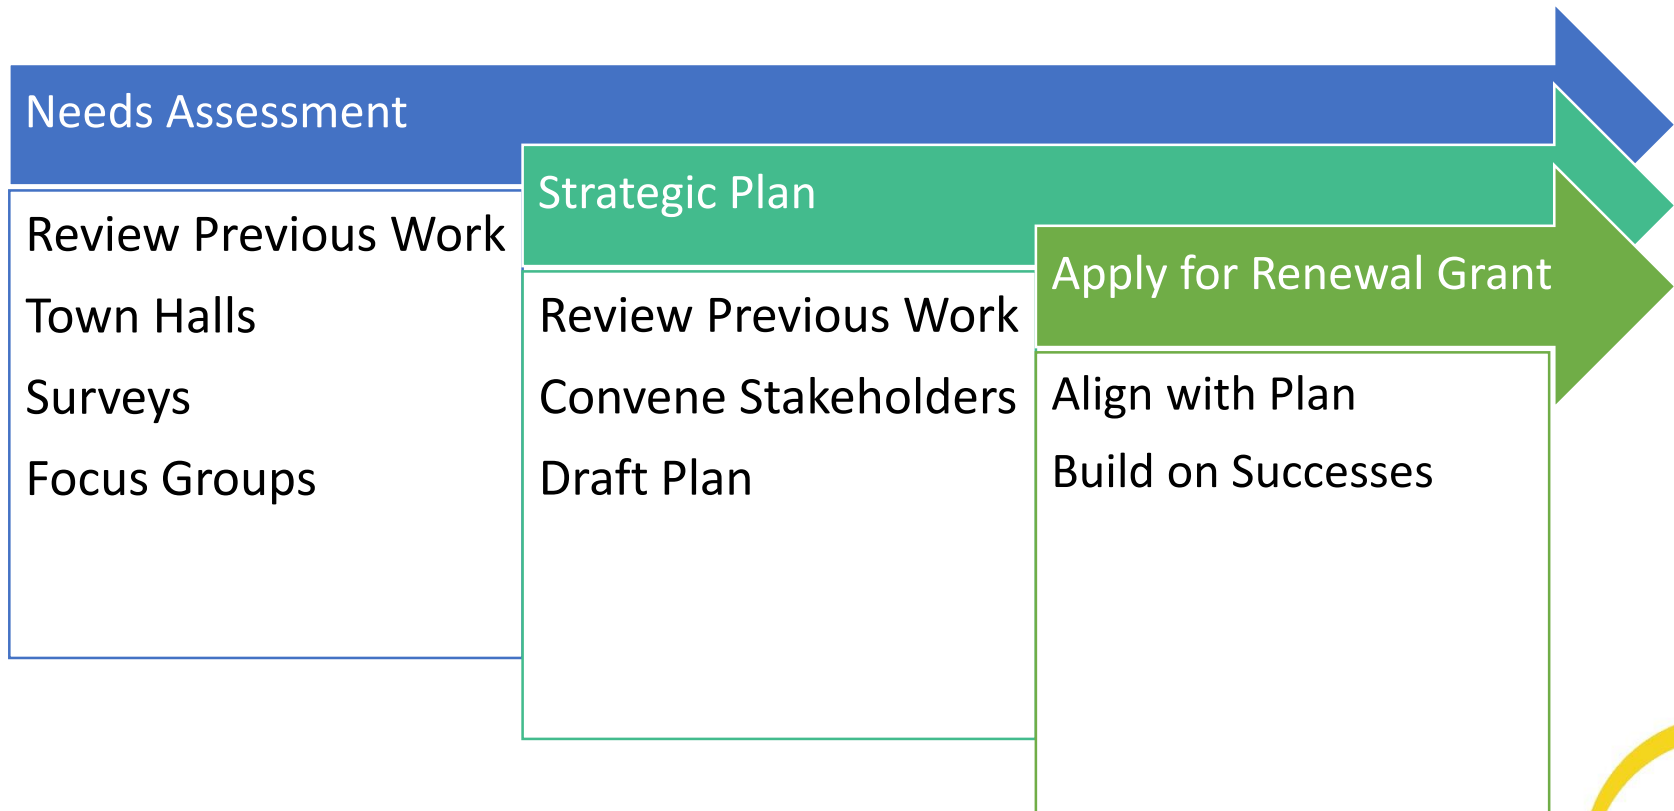 Needs Assessment
Review Previous Work
Town Halls
Surveys
Focus Groups
Strategic Plan
Review Previous Work
Convene Stakeholders
Draft Plan
Apply for Renewal Grant
Align with Plan
Build on Successes